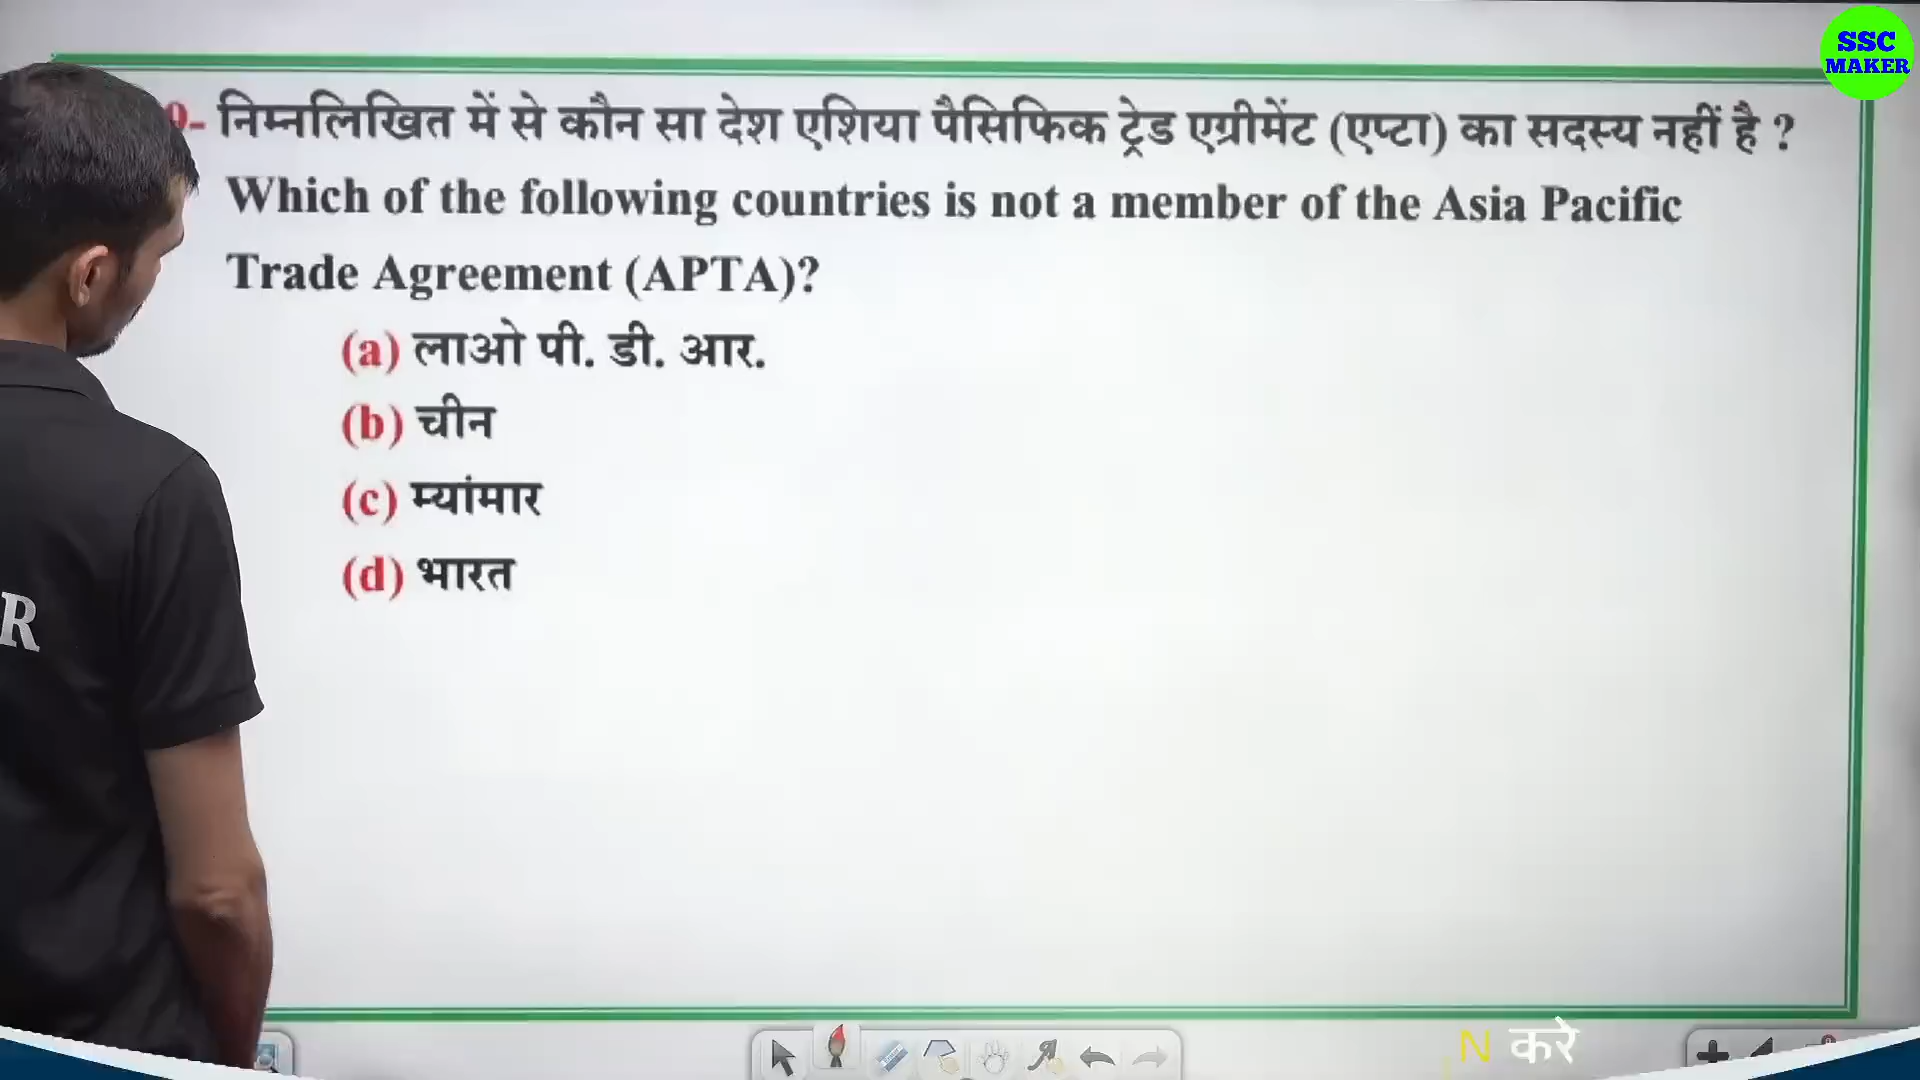 SSC
MAKER
निम्नलिखित में से कौन सा देश एशिया पैसिफिक ट्रेड एग्रीमेंट (एप्टा) का सदस्य नहीं है ?
Which of the following countries is not a member of the Asia Pacific
Trade Agreement (APTA)?
(a) लाओ पी. डी. आर.
(b) चीन
(c) म्यांमार
(d) भारत
R
N करे